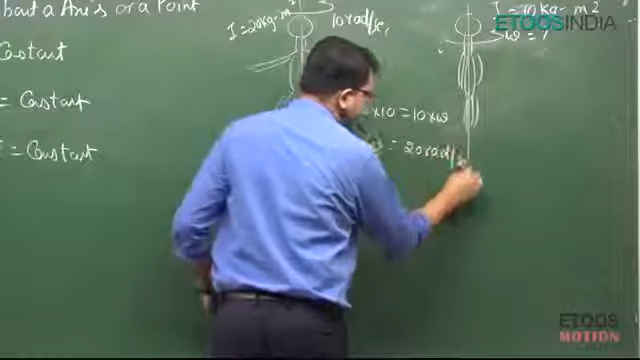 bout a Axis or a Point
Constant
= Constant
= Constant
I = 20 kg-m²
10 rad/sec
I = 10 kg-m²
ω = ?
x10 = 10×ω
= 20 rad/s
ETOOSINDIA
ETOOS
MOTION